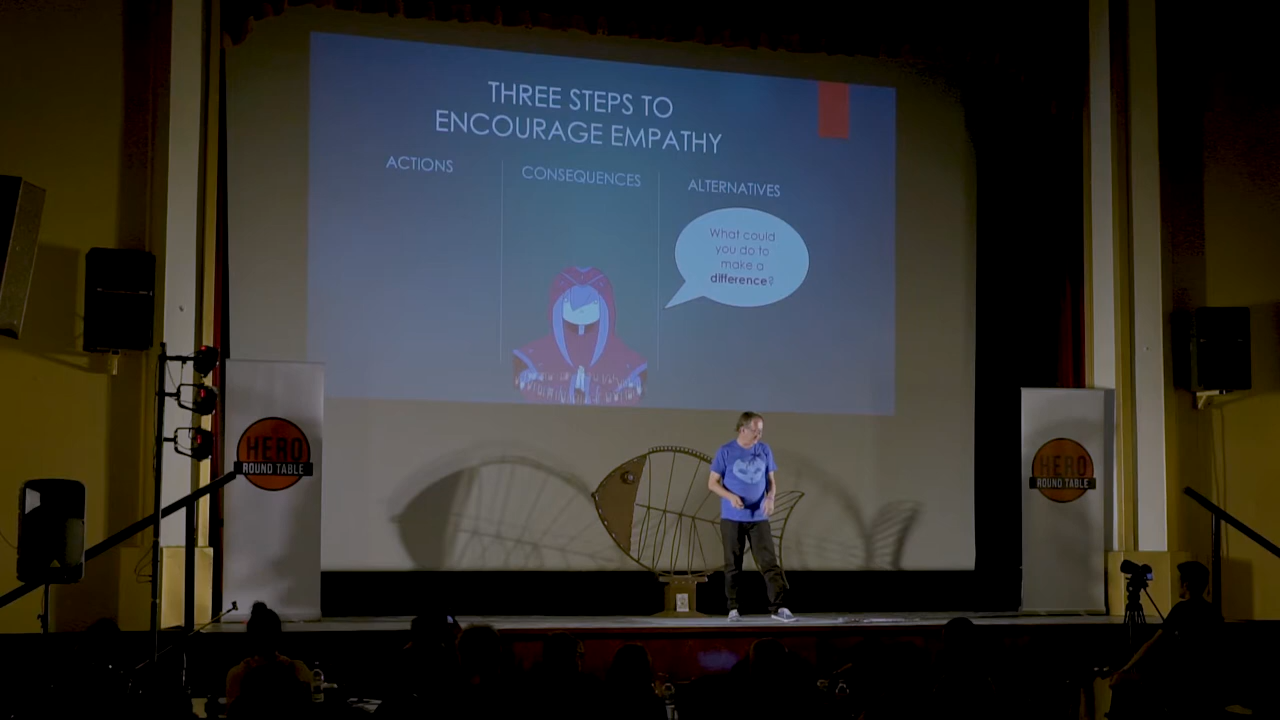 THREE STEPS TO
ENCOURAGE EMPATHY
ACTIONS
CONSEQUENCES
ALTERNATIVES
What could
you do to
make a
difference?
HERO
ROUND TABLE
HERO
ROUND TABLE